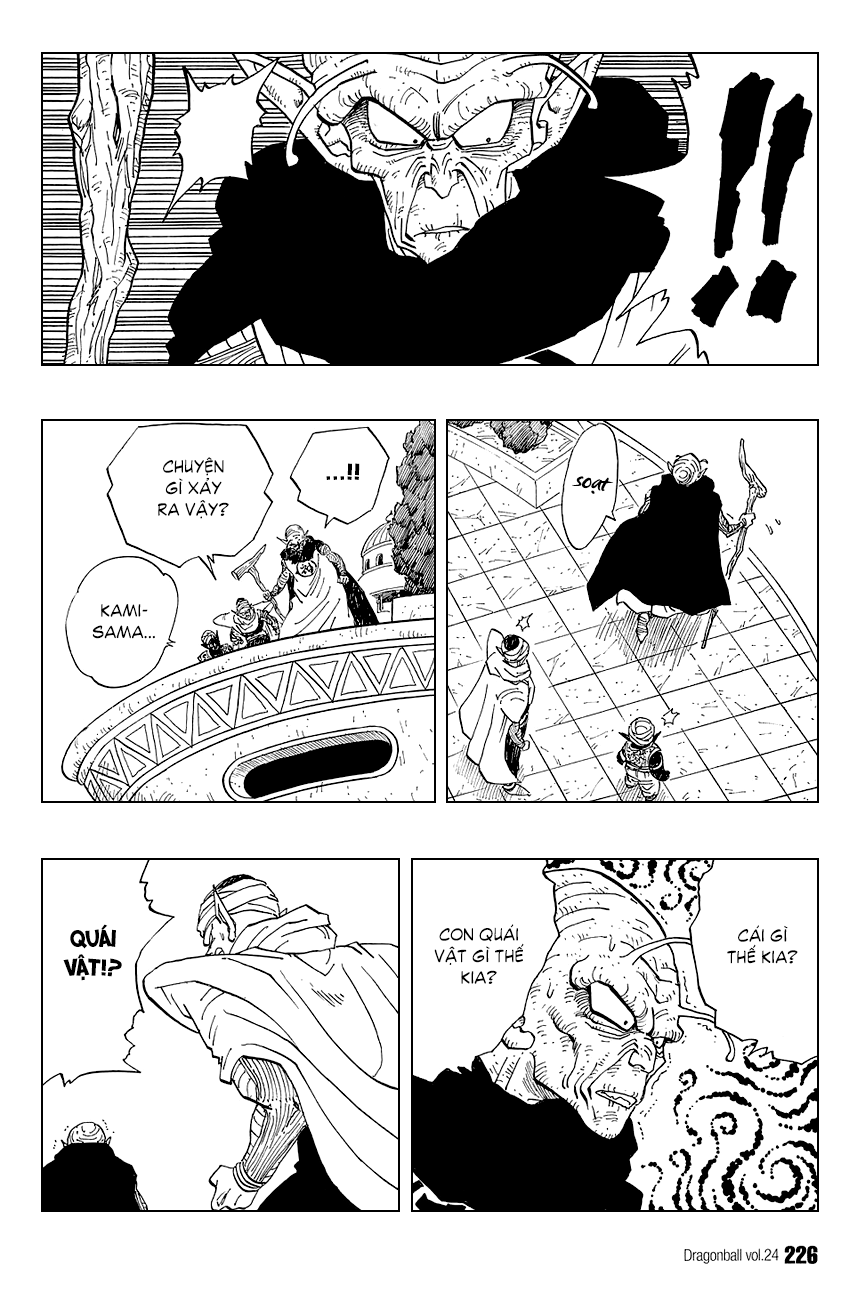 !!
soạt
...!!
CHUYỆN
GÌ XẢY
RA VẬY?
KAMI-
SAMA...
CÁI GÌ
THẾ KIA?
CON QUÁI
VẬT GÌ THẾ
KIA?
QUÁI
VẬT!?
Dragonball vol.24 226